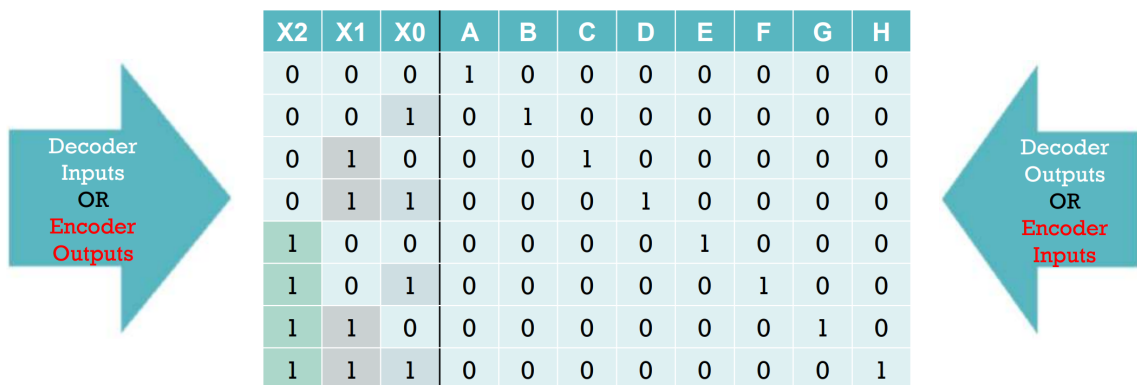 X2 X1 X0 A B C D E F G H
0 0 0 1 0 0 0 0 0 0 0
0 0 1 0 1 0 0 0 0 0 0
0 1 0 0 0 1 0 0 0 0 0
0 1 1 0 0 0 1 0 0 0 0
1 0 0 0 0 0 0 1 0 0 0
1 0 1 0 0 0 0 0 1 0 0
1 1 0 0 0 0 0 0 0 1 0
1 1 1 0 0 0 0 0 0 0 1
Decoder
Inputs
OR
Encoder
Outputs
Decoder
Outputs
OR
Encoder
Inputs